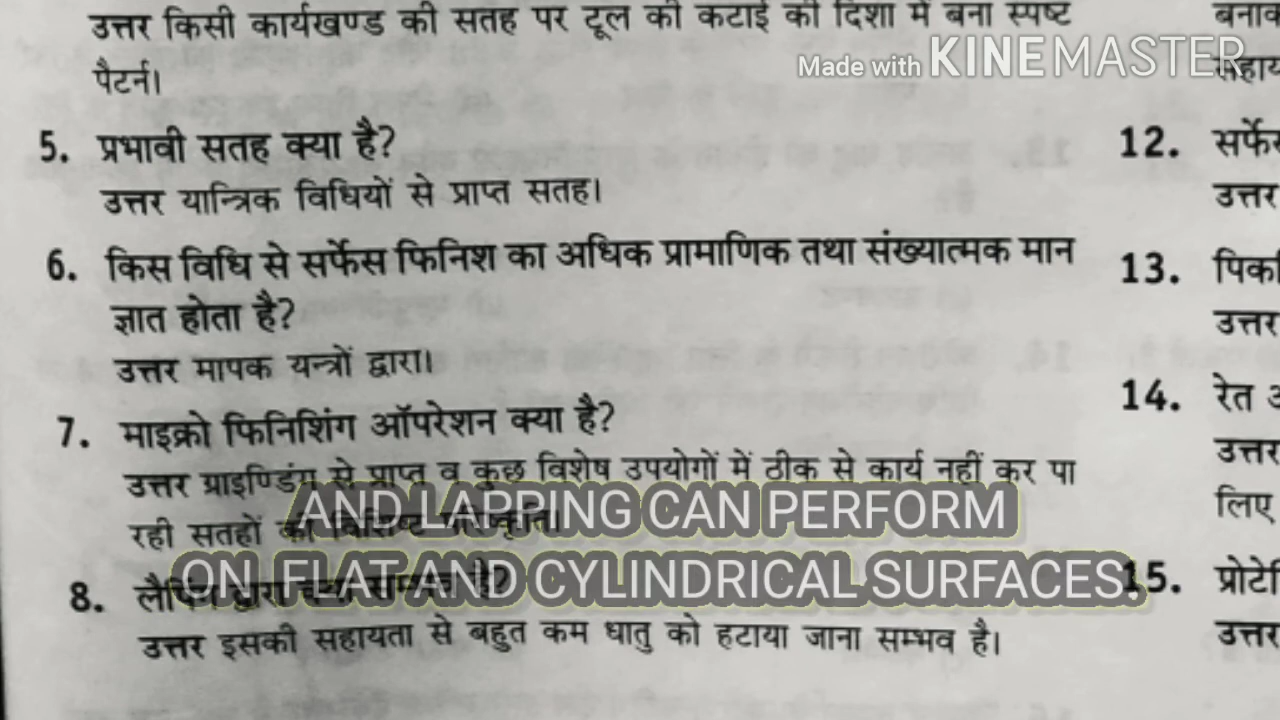 उत्तर किसी कार्यखण्ड की सतह पर टूल की कटाई की दिशा में बना स्पष्ट
पैटर्न।
Made with KINEMASTER
5. प्रभावी सतह क्या है?
उत्तर यान्त्रिक विधियों से प्राप्त सतह।
6. किस विधि से सर्फेस फिनिश का अधिक प्रामाणिक तथा संख्यात्मक मान
ज्ञात होता है?
उत्तर मापक यन्त्रों द्वारा।
7. माइक्रो फिनिशिंग ऑपरेशन क्या है?
उत्तर ग्राइण्डिंग से प्राप्त व कुछ विशेष उपयोगों में ठीक से कार्य नहीं कर पा
रही सतहों की
AND LAPPING CAN PERFORM
ON FLAT AND CYLINDRICAL SURFACES.
8. लैपिंग द्वारा क्या सम्भव है?
उत्तर इसकी सहायता से बहुत कम धातु को हटाया जाना सम्भव है।
12.
उत्तर
13.
उत्तर
14. रेत
उत्तर
लिए
15.
उत्तर